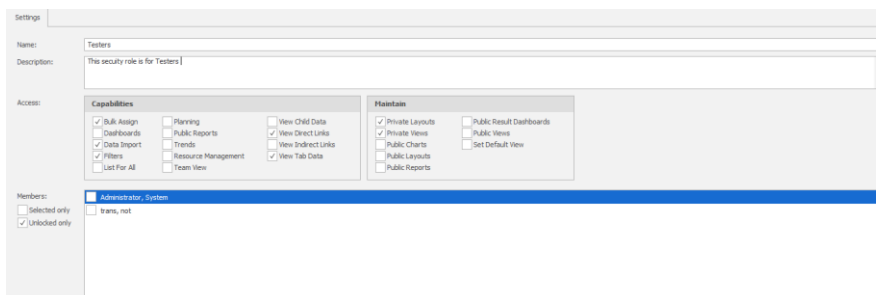 Settings
Name:
Testers
Description:
This secuity role is for Testers
Access:
Capabilities
Maintain
Bulk Assign
Planning
View Child Data
Private Layouts
Public Result Dashboards
Dashboards
Public Reports
View Direct Links
Private Views
Public Views
Data Import
Trends
View Indirect Links
Public Charts
Set Default View
Filters
Resource Management
View Tab Data
Public Layouts
List For All
Team View
Public Reports
Members:
Administrator, System
Selected only
trans, not
Unlocked only